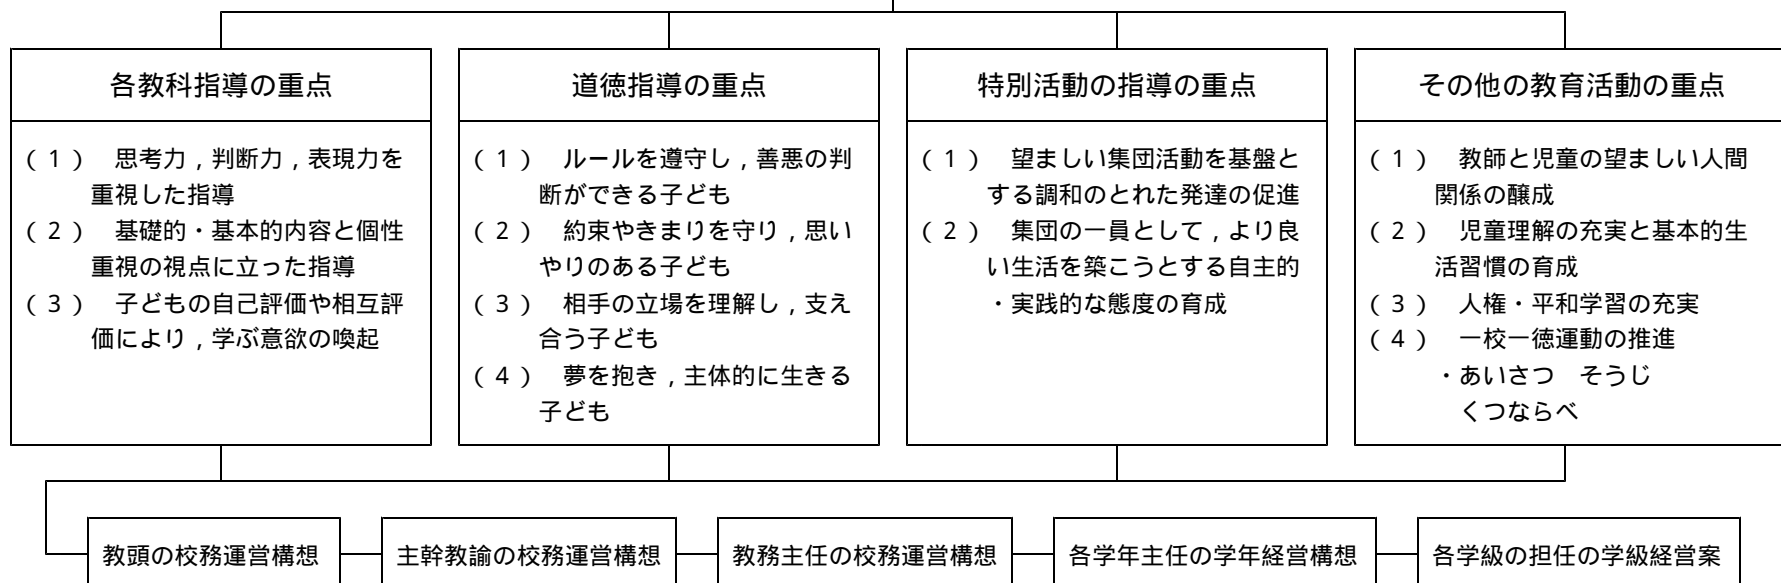 各教科指導の重点
(1) 思考力,判断力,表現力を
重視した指導
(2) 基礎的・基本的内容と個性
重視の視点に立った指導
(3) 子どもの自己評価や相互評
価により,学ぶ意欲の喚起
道徳指導の重点
(1) ルールを遵守し,善悪の判
断ができる子ども
(2) 約束やきまりを守り,思い
やりのある子ども
(3) 相手の立場を理解し,支え
合う子ども
(4) 夢を抱き,主体的に生きる
子ども
特別活動の指導の重点
(1) 望ましい集団活動を基盤と
する調和のとれた発達の促進
(2) 集団の一員として,より良
い生活を築こうとする自主的
・実践的な態度の育成
その他の教育活動の重点
(1) 教師と児童の望ましい人間
関係の醸成
(2) 児童理解の充実と基本的生
活習慣の育成
(3) 人権・平和学習の充実
(4) 一校一徳運動の推進
・あいさつ そうじ
くつならべ
教頭の校務運営構想
主幹教諭の校務運営構想
教務主任の校務運営構想
各学年主任の学年経営構想
各学級の担任の学級経営案